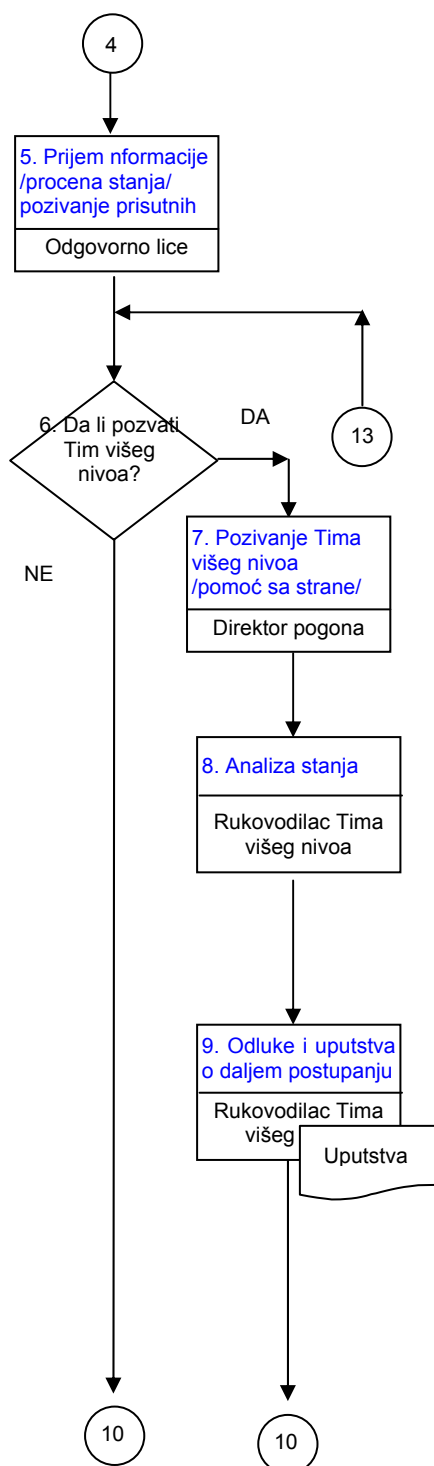 4
5. Prijem nformacije
/procena stanja/
pozivanje prisutnih
Odgovorno lice
13
6. Da li pozvati
Tim višeg
nivoa?
DA
NE
7. Pozivanje Tima
višeg nivoa
/pomoć sa strane/
Direktor pogona
8. Analiza stanja
Rukovodilac Tima
višeg nivoa
9. Odluke i uputstva
o daljem postupanju
Rukovodilac Tima
višeg
Uputstva
10
10